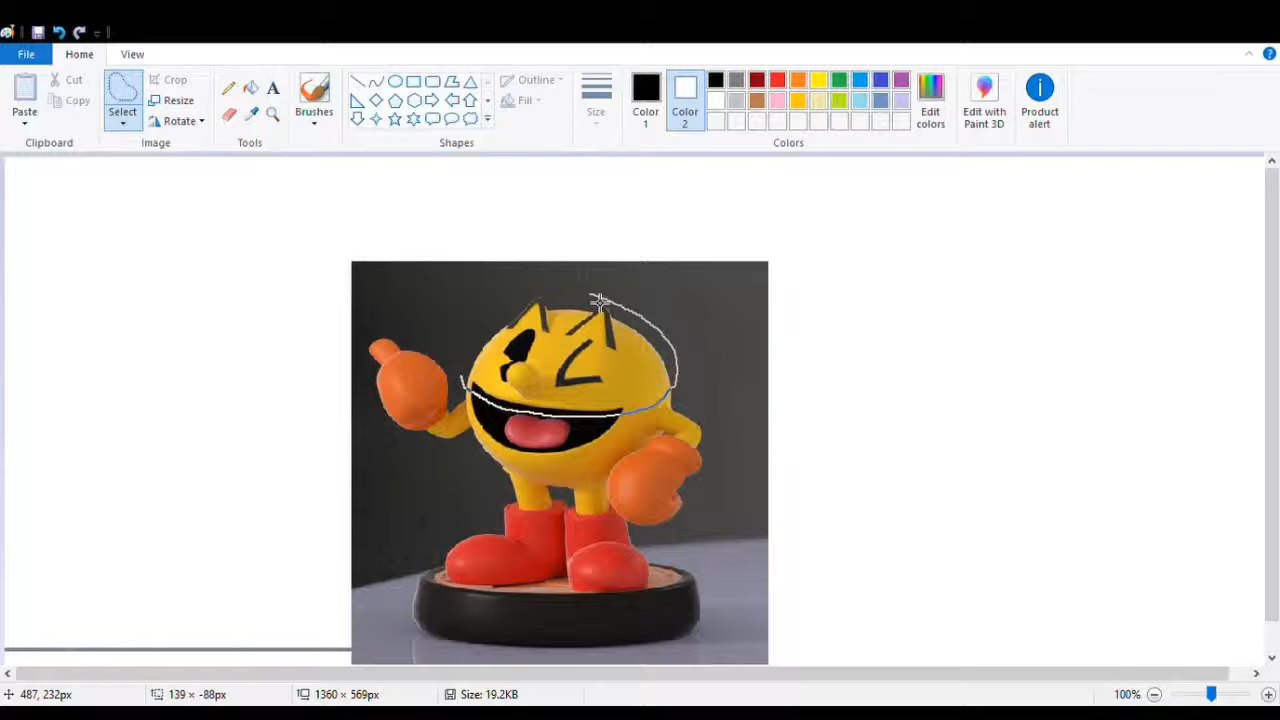 File Home View
Paste Cut Copy Select Crop Resize Rotate A Brushes Outline Fill Size Color 1 Color 2 Edit colors Edit with Paint 3D Product alert
Clipboard Image Tools Shapes Colors
487, 232px 139 × -88px 1360 × 569px Size: 19.2KB 100%